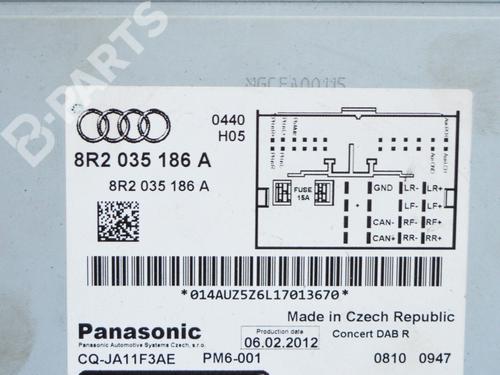 B-PARTS
0440
H05
8R2 035 186 A
8R2 035 186 A
FUSE
15A
GND LR- LR+
LF- LF+
CAN- RF- RF+
CAN+ RR- RR+
*014AUZ5Z6L17013670*
Made in Czech Republic
Panasonic
Production date
06.02.2012
Concert DAB R
Panasonic Automotive Systems Czech, s.r.o.
CQ-JA11F3AE PM6-001 0810 0947